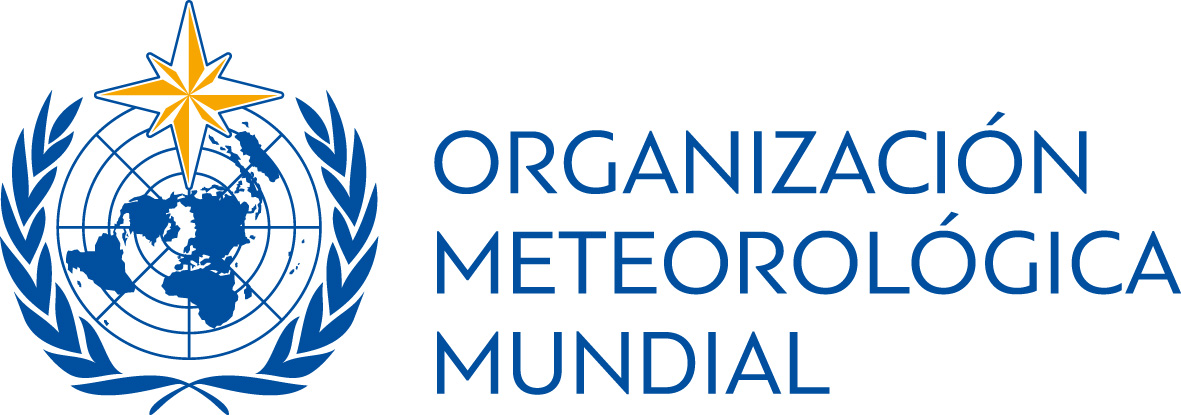 ORGANIZACIÓN
METEOROLÓGICA
MUNDIAL